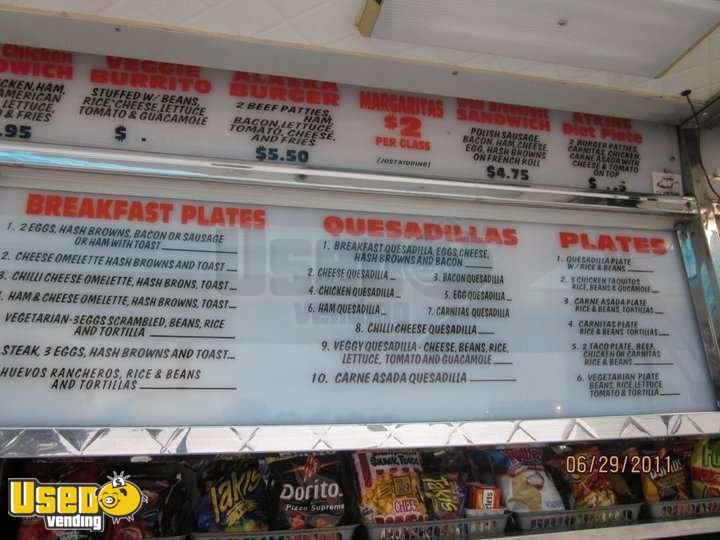 Chicken
DWICH
CKEN, HAM,
AMERICAN
LETTUCE
& FRIES
.95
VEGGIE
BURRITO
STUFFED W/ BEANS,
RICE, CHEESE, LETTUCE
TOMATO & GUACAMOLE
$ .
ALASKA
BURGER
2 BEEF PATTIES,
HAM,
BACON, LETTUCE,
TOMATO, CHEESE,
AND FRIES
$5.50
MARGARITAS
$2
PER GLASS
(JUST KIDDING)
SANDWICH
POLISH SAUSAGE,
BACON, HAM, CHEESE,
EGG, HASH BROWNS
ON FRENCH ROLL
$4.75
ATKINS
Diet Plate
2 BURGER PATTIES
CARNITAS, CHICKEN,
CARNE ASADA WITH
CHEESE & TOMATO
ON TOP
BREAKFAST PLATES
1. 2 EGGS, HASH BROWNS, BACON OR SAUSAGE
OR HAM WITH TOAST
2. CHEESE OMELETTE HASH BROWNS AND TOAST
3. CHILLI CHEESE OMELETTE, HASH BRONS, TOAST
4. HAM & CHEESE OMELETTE, HASH BROWNS, TOAST
VEGETARIAN-3EGGS SCRAMBLED, BEANS, RICE
AND TORTILLA
STEAK, 3 EGGS, HASH BROWNS AND TOAST
HUEVOS RANCHEROS, RICE & BEANS
AND TORTILLAS
QUESADILLAS
1. BREAKFAST QUESADILLA, EGGS, CHEESE,
HASH BROWNS AND BACON
2. CHEESE QUESADILLA
3. BACON QUESADILLA
4. CHICKEN QUESADILLA
5. EGG QUESADILLA
6. HAM QUESADILLA
7. CARNITAS QUESADILLA
8. CHILLI CHEESE QUESADILLA
9. VEGGY QUESADILLA - CHEESE, BEANS, RICE,
LETTUCE, TOMATO AND GUACAMOLE
10. CARNE ASADA QUESADILLA
PLATES
1. QUESADILLA PLATE
W/ RICE & BEANS
2. 3 CHICKEN TAQUITOS
RICE, BEANS & GUCAMOLE
3. CARNE ASADA PLATE
RICE & BEANS, TORTILLAS
4. CARNITAS PLATE
RICE & BEANS, TORTILLAS
5. 2 TACO PLATE, BEEF,
CHICKEN OR CARNITAS
RICE & BEANS
6. VEGETARIAN PLATE
BEANS, RICE, LETTUCE
TOMATO & TORTILLA
Used
vending
06/29/2011
Takis
Doritos
Pizza Supreme
CHEESE
Used
vending